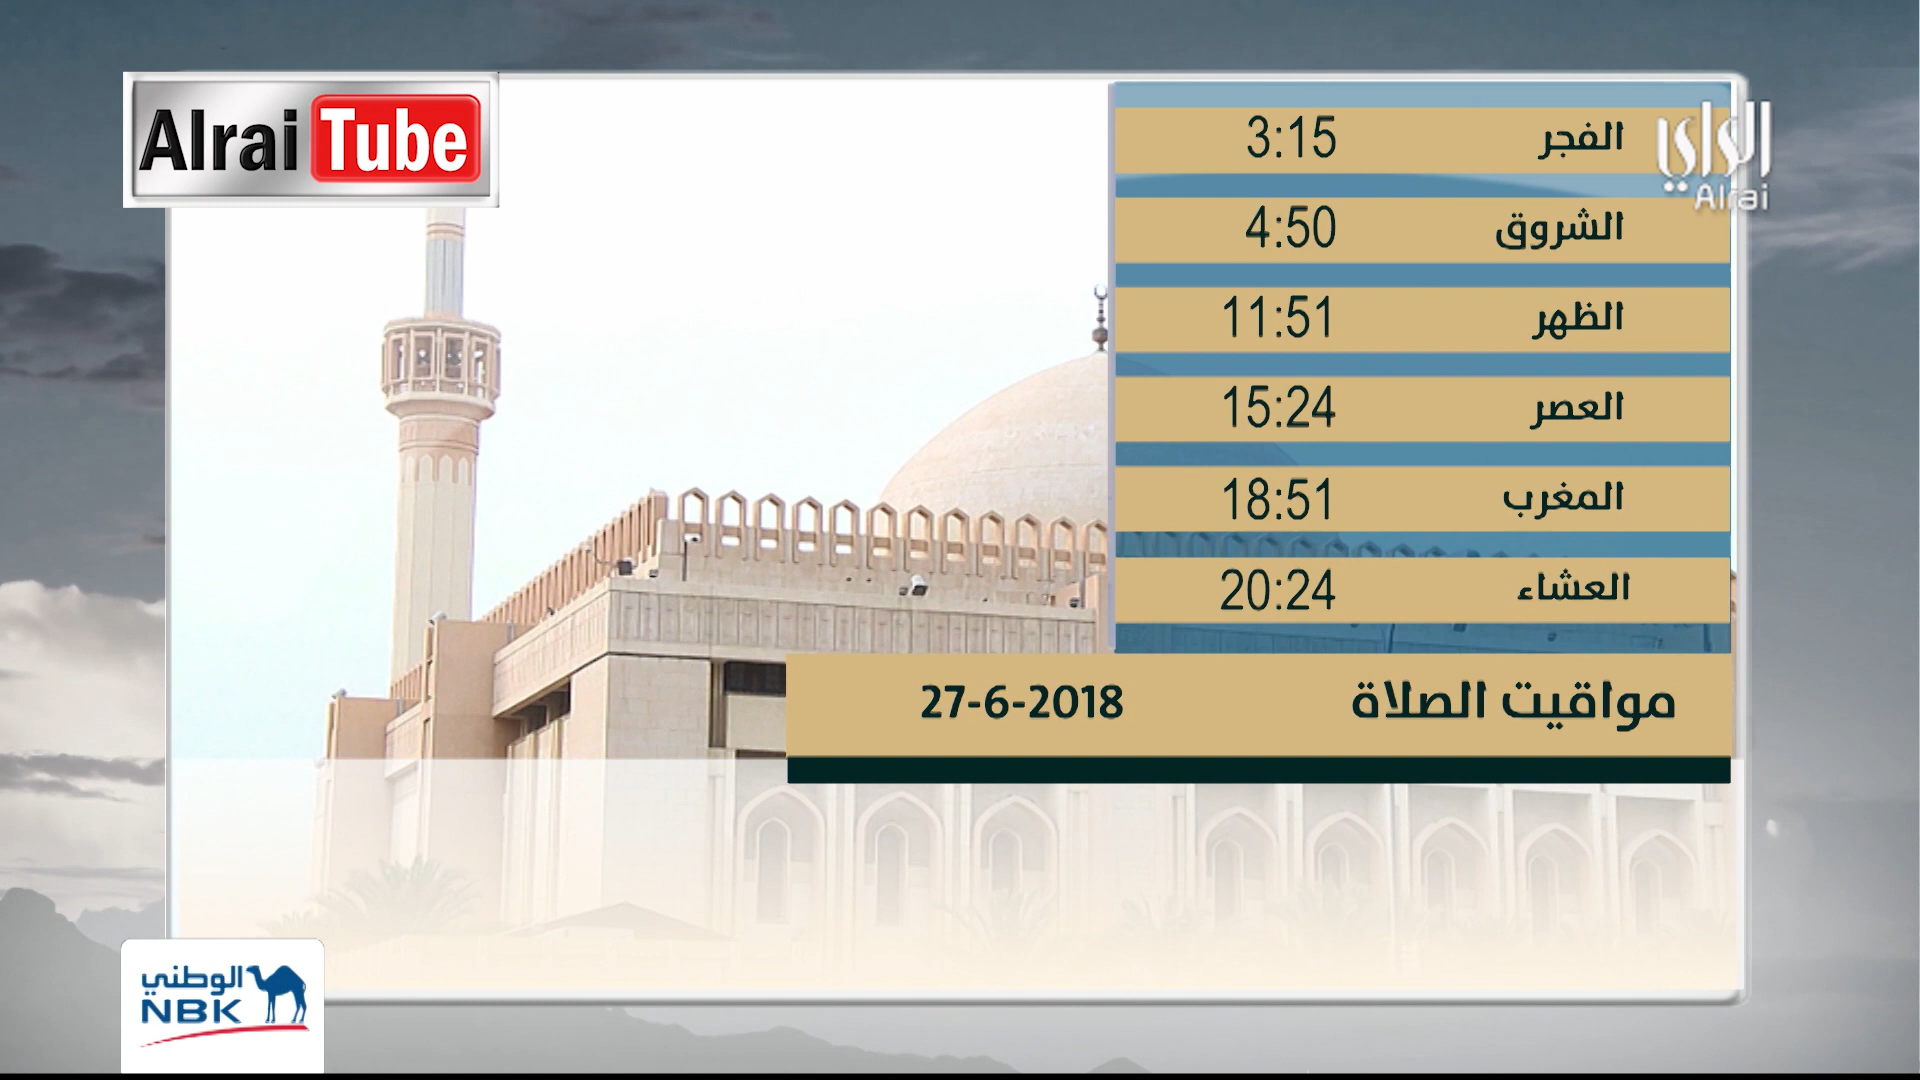 Alrai Tube
الراي
Alrai
الفجر 3:15
الشروق 4:50
الظهر 11:51
العصر 15:24
المغرب 18:51
العشاء 20:24
مواقيت الصلاة 27-6-2018
الوطني
NBK